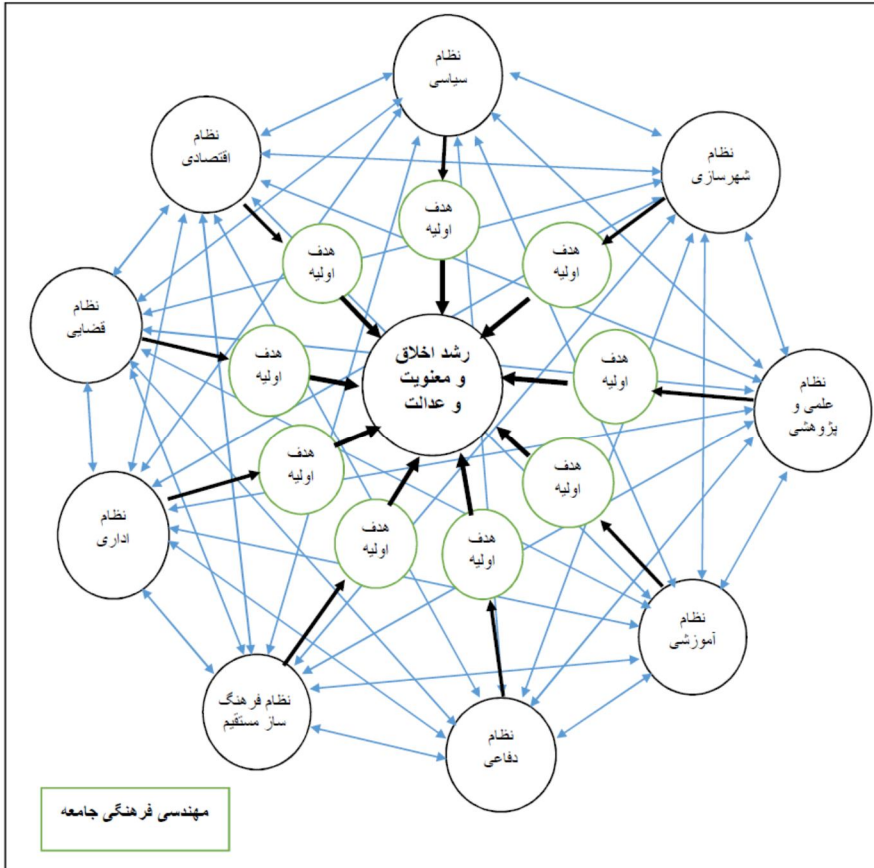 نظام
سیاسی
نظام
شهرسازی
نظام
اقتصادی
هدف
اولیه
هدف
اولیه
هدف
اولیه
نظام
قضایی
هدف
اولیه
رشد اخلاق
و معنویت
و عدالت
هدف
اولیه
نظام
علمی و
پژوهشی
هدف
اولیه
هدف
اولیه
نظام
اداری
هدف
اولیه
هدف
اولیه
نظام
آموزشی
نظام فرهنگ
ساز مستقیم
نظام
دفاعی
مهندسی فرهنگی جامعه